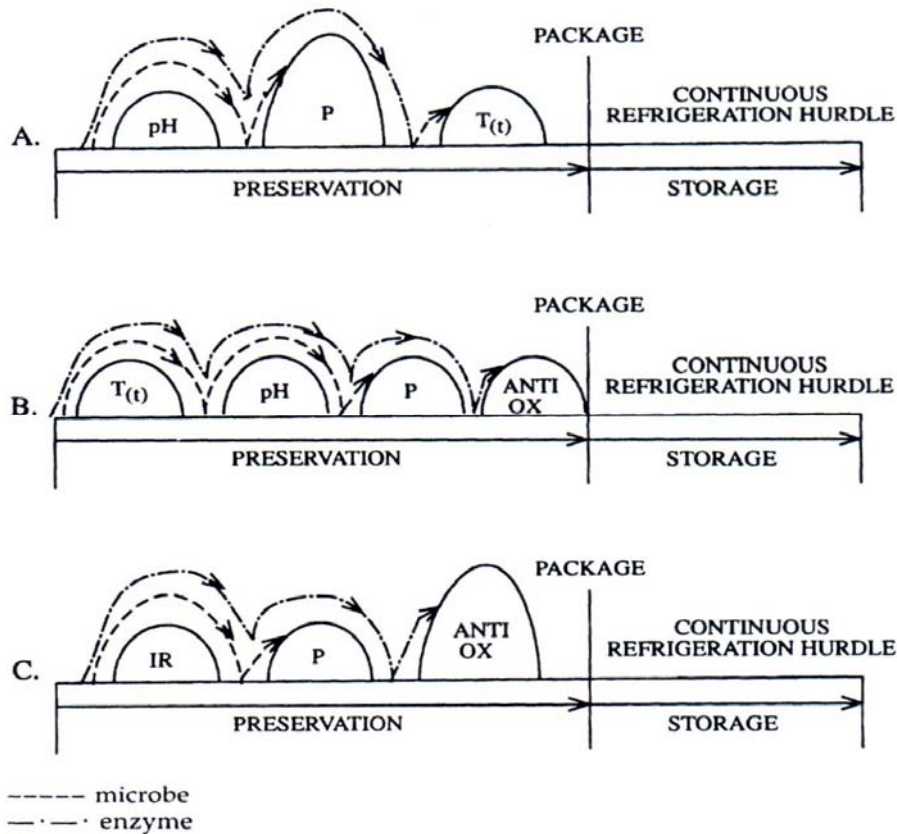 PACKAGE
CONTINUOUS
REFRIGERATION HURDLE
pH
P
T(t)
A.
PRESERVATION
STORAGE
PACKAGE
CONTINUOUS
REFRIGERATION HURDLE
T(t)
pH
P
ANTI
OX
B.
PRESERVATION
STORAGE
PACKAGE
CONTINUOUS
REFRIGERATION HURDLE
IR
P
ANTI
OX
C.
PRESERVATION
STORAGE
microbe
enzyme